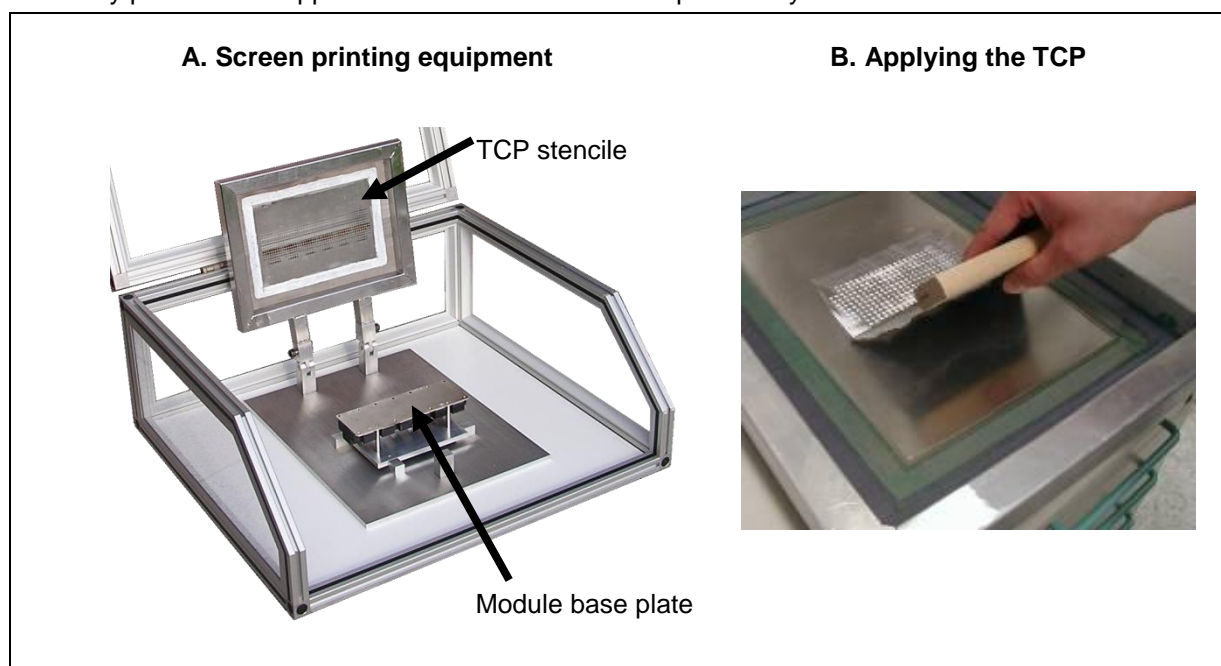 A. Screen printing equipment
B. Applying the TCP
TCP stencile
Module base plate